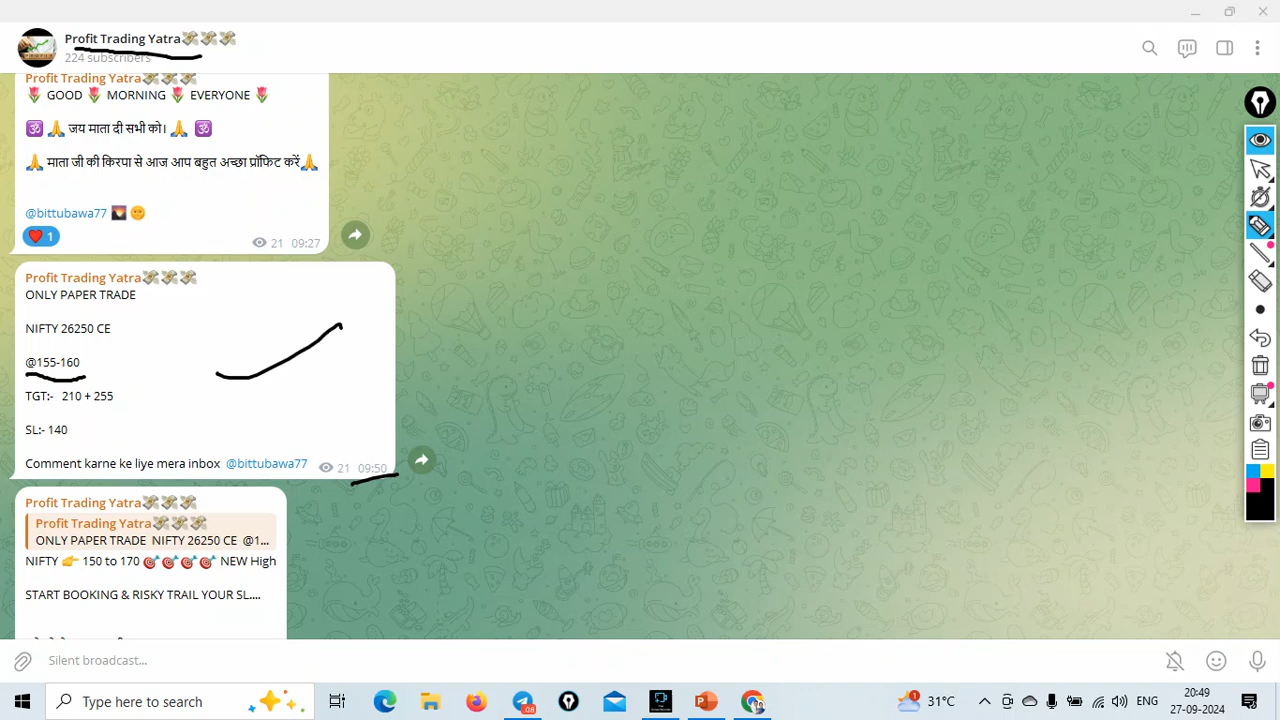 Profit Trading Yatra💸💸💸
224 subscribers
Profit Trading Yatra💸💸💸
🌷 GOOD 🌷 MORNING 🌷 EVERYONE 🌷
🕉 🙏 जय माता दी सभी को। 🙏 🕉
🙏 माता जी की किरपा से आज आप बहुत अच्छा प्रॉफिट करें🙏
@bittubawa77
❤ 1
21 09:27
Profit Trading Yatra💸💸💸
ONLY PAPER TRADE
NIFTY 26250 CE
@155-160
TGT:- 210 + 255
SL:- 140
Comment karne ke liye mera inbox @bittubawa77
21 09:50
Profit Trading Yatra💸💸💸
Profit Trading Yatra💸💸💸
ONLY PAPER TRADE NIFTY 26250 CE @1...
NIFTY 👉 150 to 170 🎯🎯🎯🎯 NEW High
START BOOKING & RISKY TRAIL YOUR SL....
Silent broadcast...
Type here to search
08
1
31°C
ENG
20:49
27-09-2024